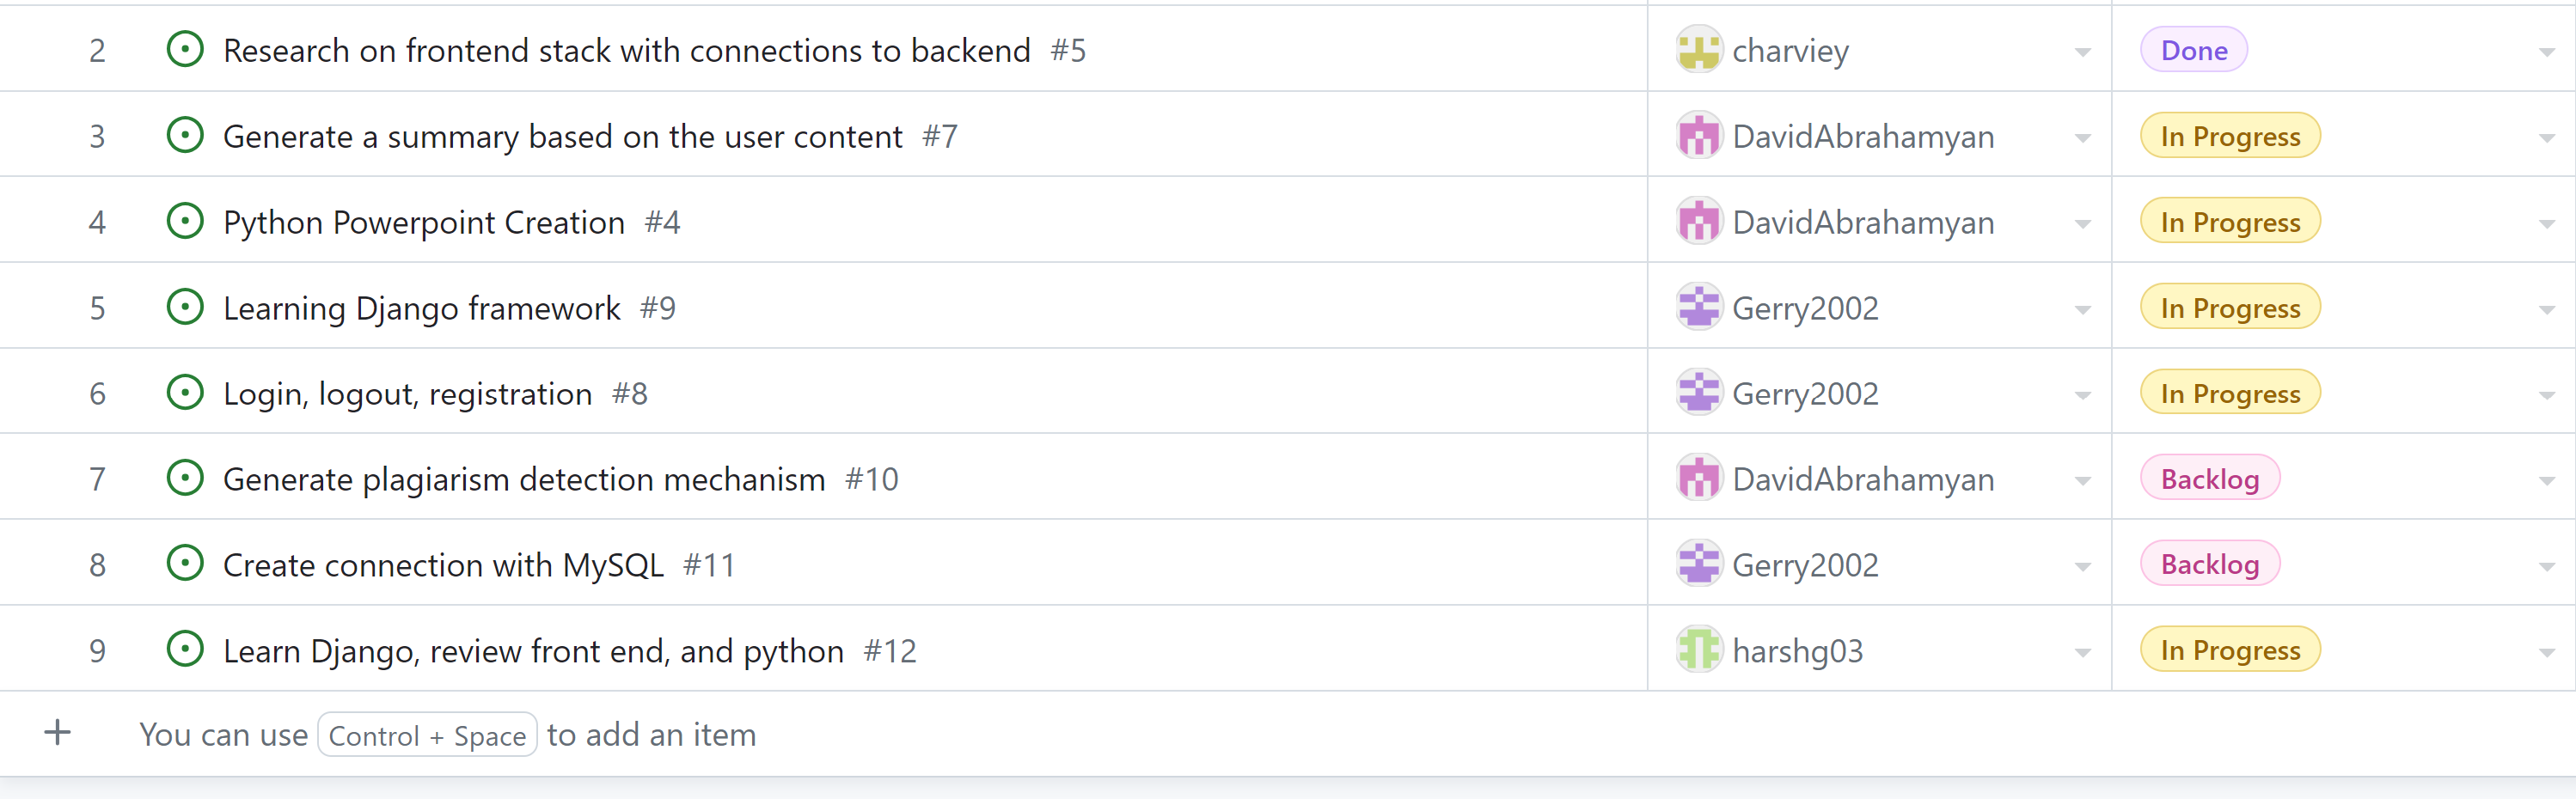 2 Research on frontend stack with connections to backend #5 charviey Done
3 Generate a summary based on the user content #7 DavidAbrahamyan In Progress
4 Python Powerpoint Creation #4 DavidAbrahamyan In Progress
5 Learning Django framework #9 Gerry2002 In Progress
6 Login, logout, registration #8 Gerry2002 In Progress
7 Generate plagiarism detection mechanism #10 DavidAbrahamyan Backlog
8 Create connection with MySQL #11 Gerry2002 Backlog
9 Learn Django, review front end, and python #12 harshg03 In Progress
+ You can use Control + Space to add an item